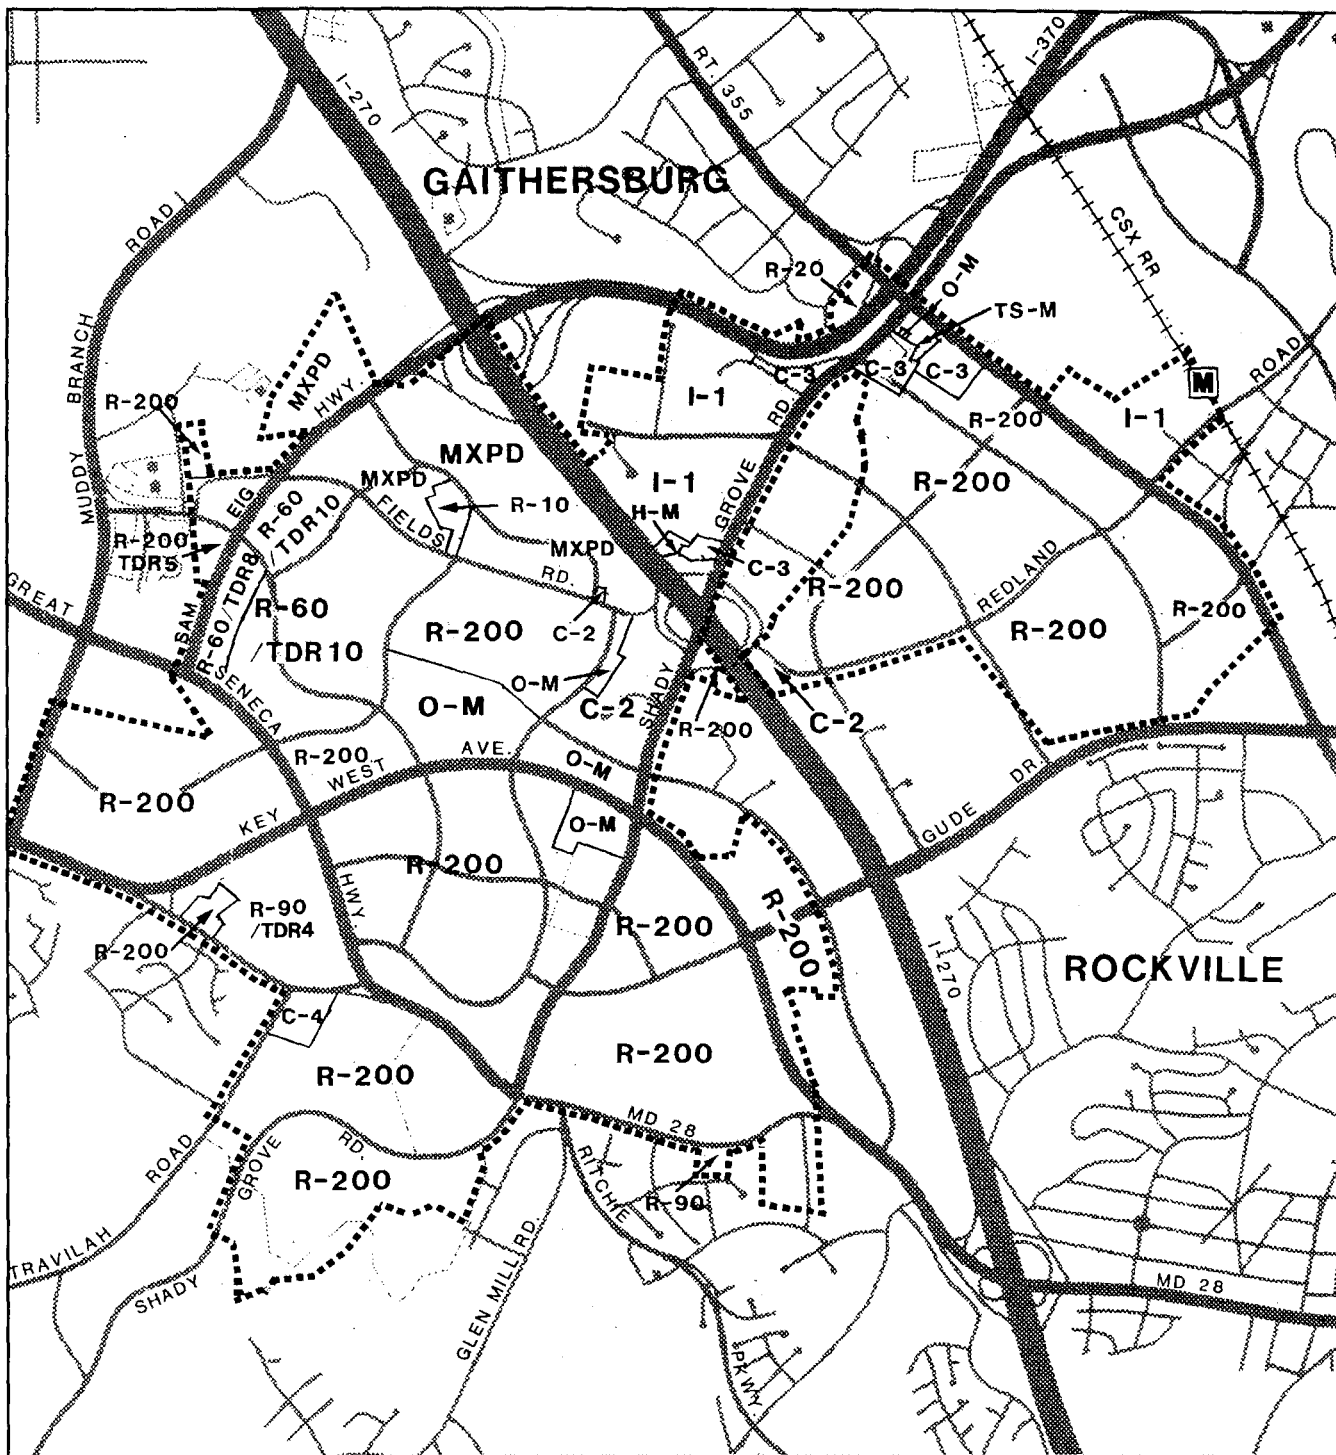 I-370
I-270
RT. 355
GAITHERSBURG
ROAD
CSX RR
R-20
O-M
TS-M
BRANCH
MXPD
HWY.
C-3
C-3
C-3
M
ROAD
R-200
I-1
RD.
R-200
I-1
MUDDY
MXPD
MXPD
I-1
R-200
EIG
R-60
/TDR10
FIELDS
R-10
H-M
GROVE
R-200
TDR5
MXPD
C-3
RD.
R-200
REDLAND
GREAT
SAM
R-60/TDR8
R-60
/TDR10
R-200
C-2
R-200
R-200
O-M
SENECA
O-M
C-2
SHADY
R-200
C-2
R-200
WEST
AVE.
O-M
DR.
R-200
KEY
O-M
GUDE
R-200
HWY.
R-90
/TDR4
R-200
R-200
R-200
I-270
ROCKVILLE
C-4
R-200
R-200
MD 28
ROAD
GROVE
RD.
R-200
RITCHIE
R-90
TRAVILAH
SHADY
GLEN MILL RD.
MD 28
PKWY.